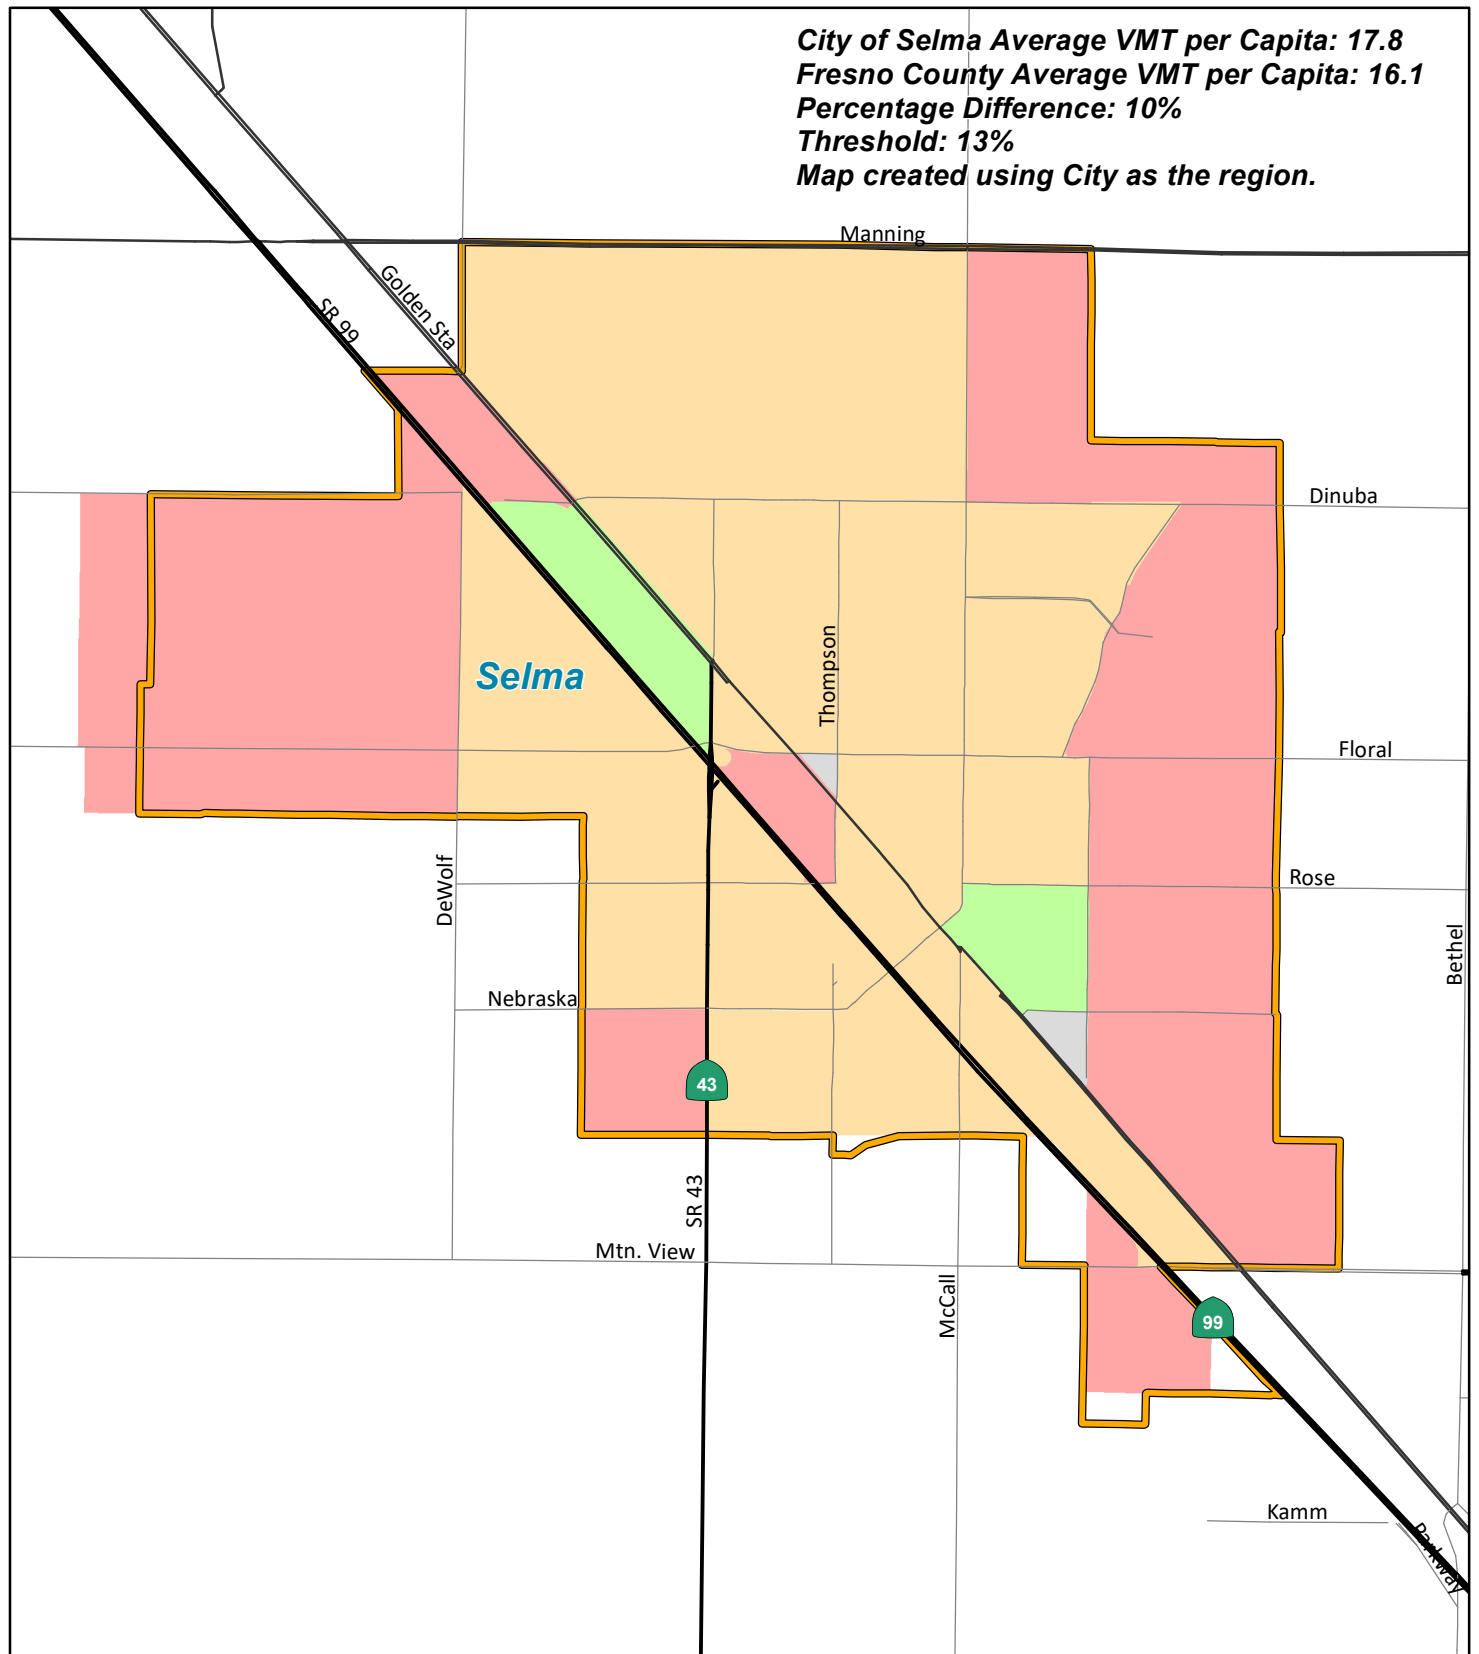 City of Selma Average VMT per Capita: 17.8
Fresno County Average VMT per Capita: 16.1
Percentage Difference: 10%
Threshold: 13%
Map created using City as the region.
Manning
Golden Sta
SR 99
Dinuba
Selma
Thompson
Floral
DeWolf
Rose
Bethel
Nebraska
43
SR 43
Mtn. View
McCall
99
Kamm
Parkway